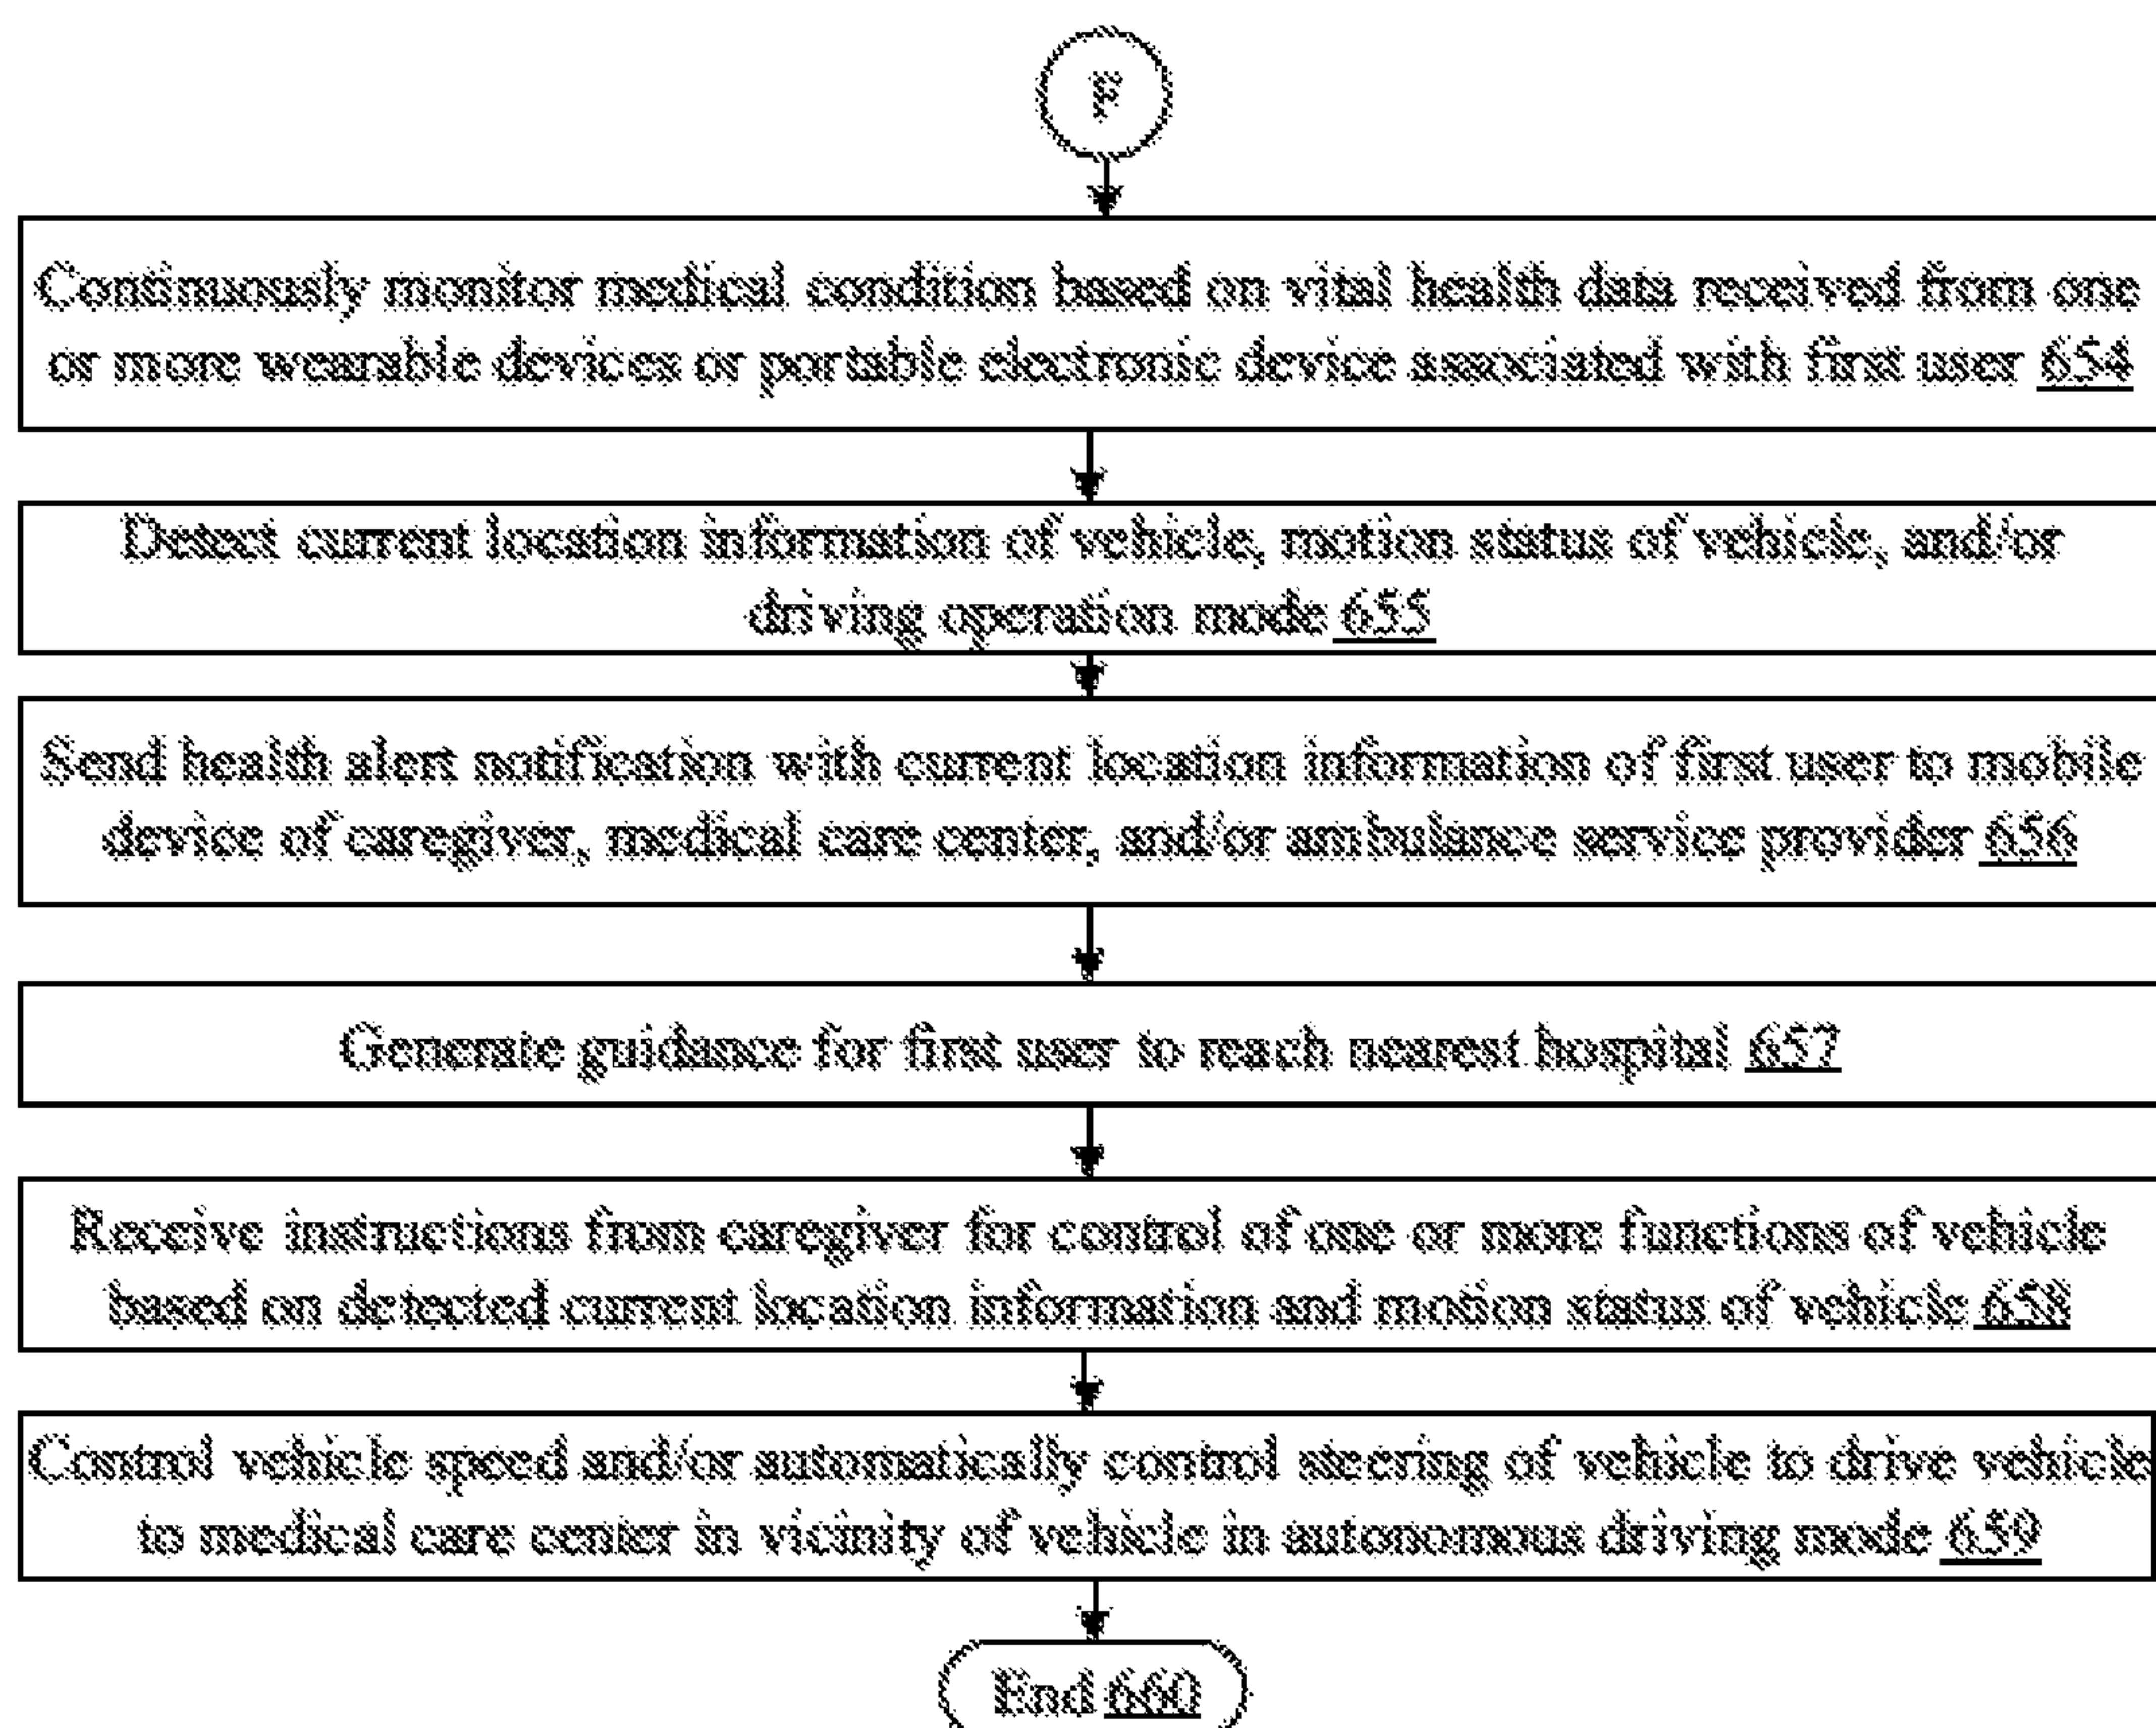 F
Continuously monitor medical condition based on vital health data received from one
or more wearable devices or portable electronic device associated with first user 654
Detect current location information of vehicle, motion status of vehicle, and/or
driving operation mode 655
Send health alert notification with current location information of first user to mobile
device of caregiver, medical care center, and/or ambulance service provider 656
Generate guidance for first user to reach nearest hospital 657
Receive instructions from caregiver for control of one or more functions of vehicle
based on detected current location information and motion status of vehicle 658
Control vehicle speed and/or automatically control steering of vehicle to drive vehicle
to medical care center in vicinity of vehicle in autonomous driving mode 659
End 660